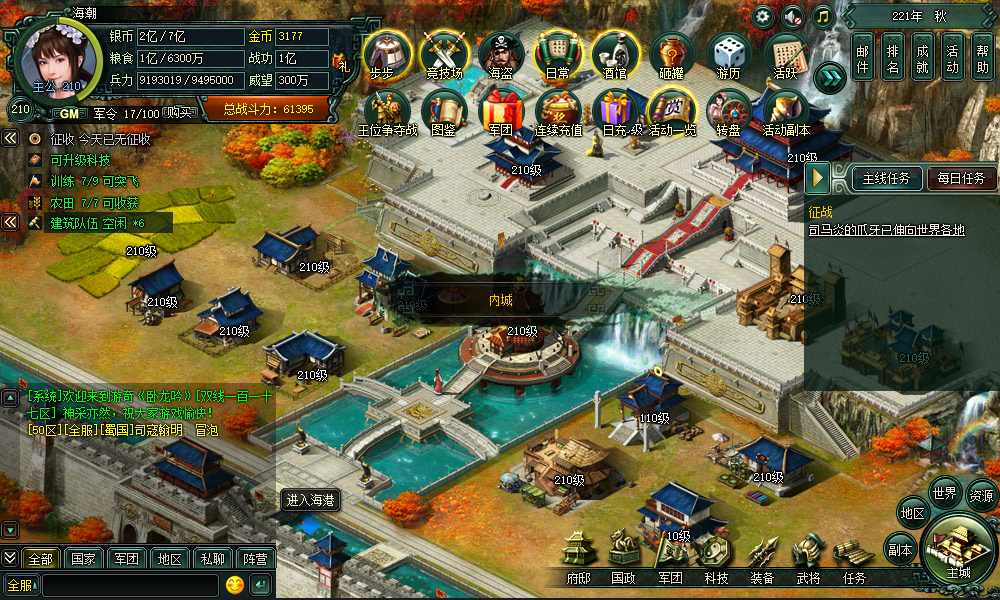 海潮
银币 2亿/7亿 金币 3177
粮食 1亿/6300万 战功 1亿
兵力 9193019/9495000 威望 300万
主公 210
210
GM 军令 17/100 购买
总战斗力：61395
礼
步步 竞技场 海盗 日常 酒馆 砸罐 游历 活跃
王位争夺战 图鉴 军团 连续充值 活动一览 转盘 活动副本
赏
221年 秋
邮件 排名 成就 活动 帮助
征收 今天已无征收
可升级科技
训练 7/9 可突飞
农田 7/7 可收获
建筑队伍 空闲 *6
主线任务 每日任务
征战
司马炎的爪牙已伸向世界各地
210级
210级
210级
210级
210级
210级
210级
内城
210级
210级
210级
210级
110级
210级
210级
10级
[系统]欢迎来到游奇《卧龙吟》[双线一百一十
七区] 神采亦然，祝大家游戏愉快！
[50区][全服][蜀国]司寇翰明：冒泡
进入海港
全部 国家 军团 地区 私聊 阵营
全服
世界 资源
地区
副本
主城
府邸 国政 军团 科技 装备 武将 任务